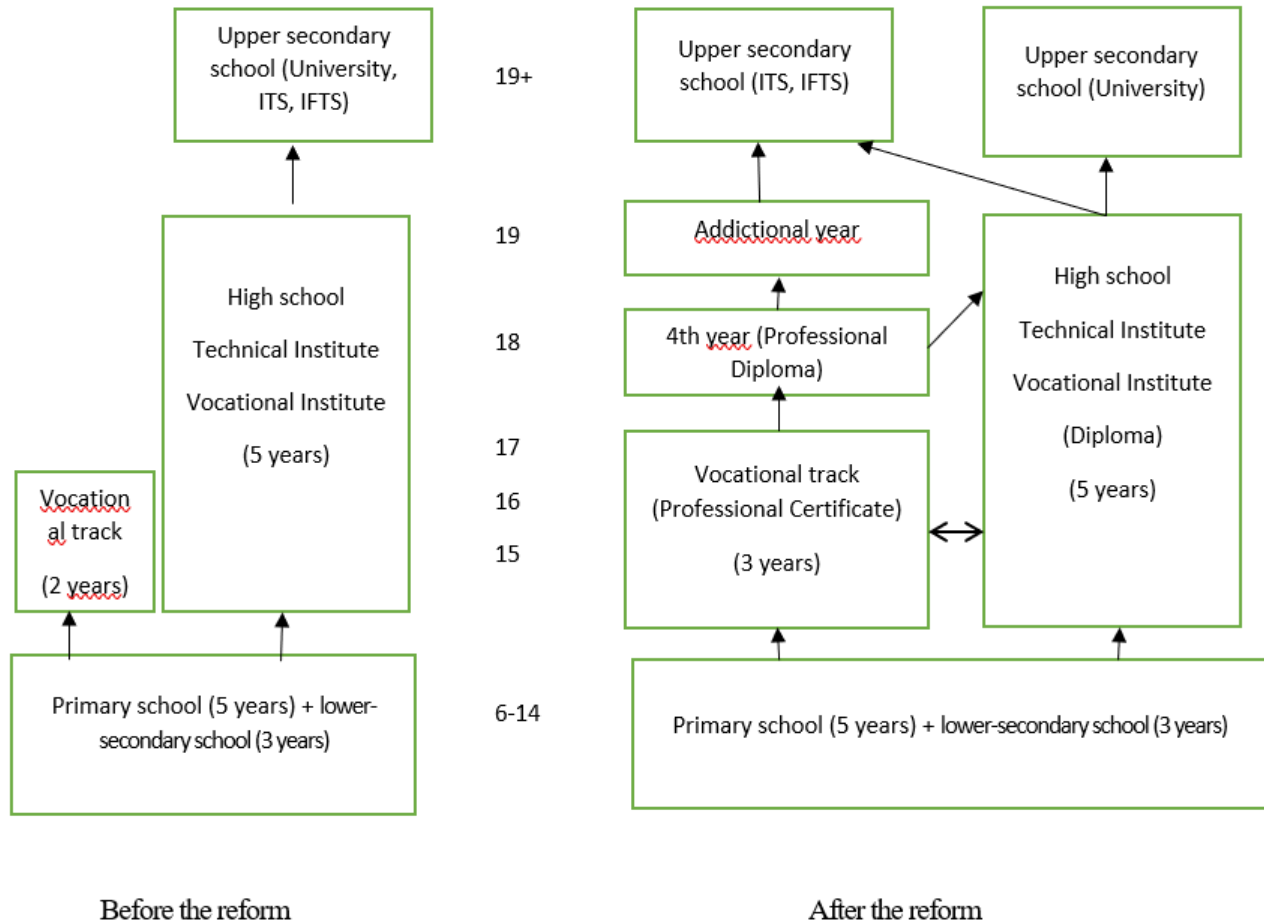 Upper secondary
school (University,
ITS, IFTS)
High school
Technical Institute
Vocational Institute
(5 years)
Vocation
al track
(2 years)
Primary school (5 years) + lower-
secondary school (3 years)
Before the reform
19+
19
18
17
16
15
6-14
Upper secondary
school (ITS, IFTS)
Upper secondary
school (University)
Addictional year
4th year (Professional
Diploma)
Vocational track
(Professional Certificate)
(3 years)
High school
Technical Institute
Vocational Institute
(Diploma)
(5 years)
Primary school (5 years) + lower-secondary school (3 years)
After the reform